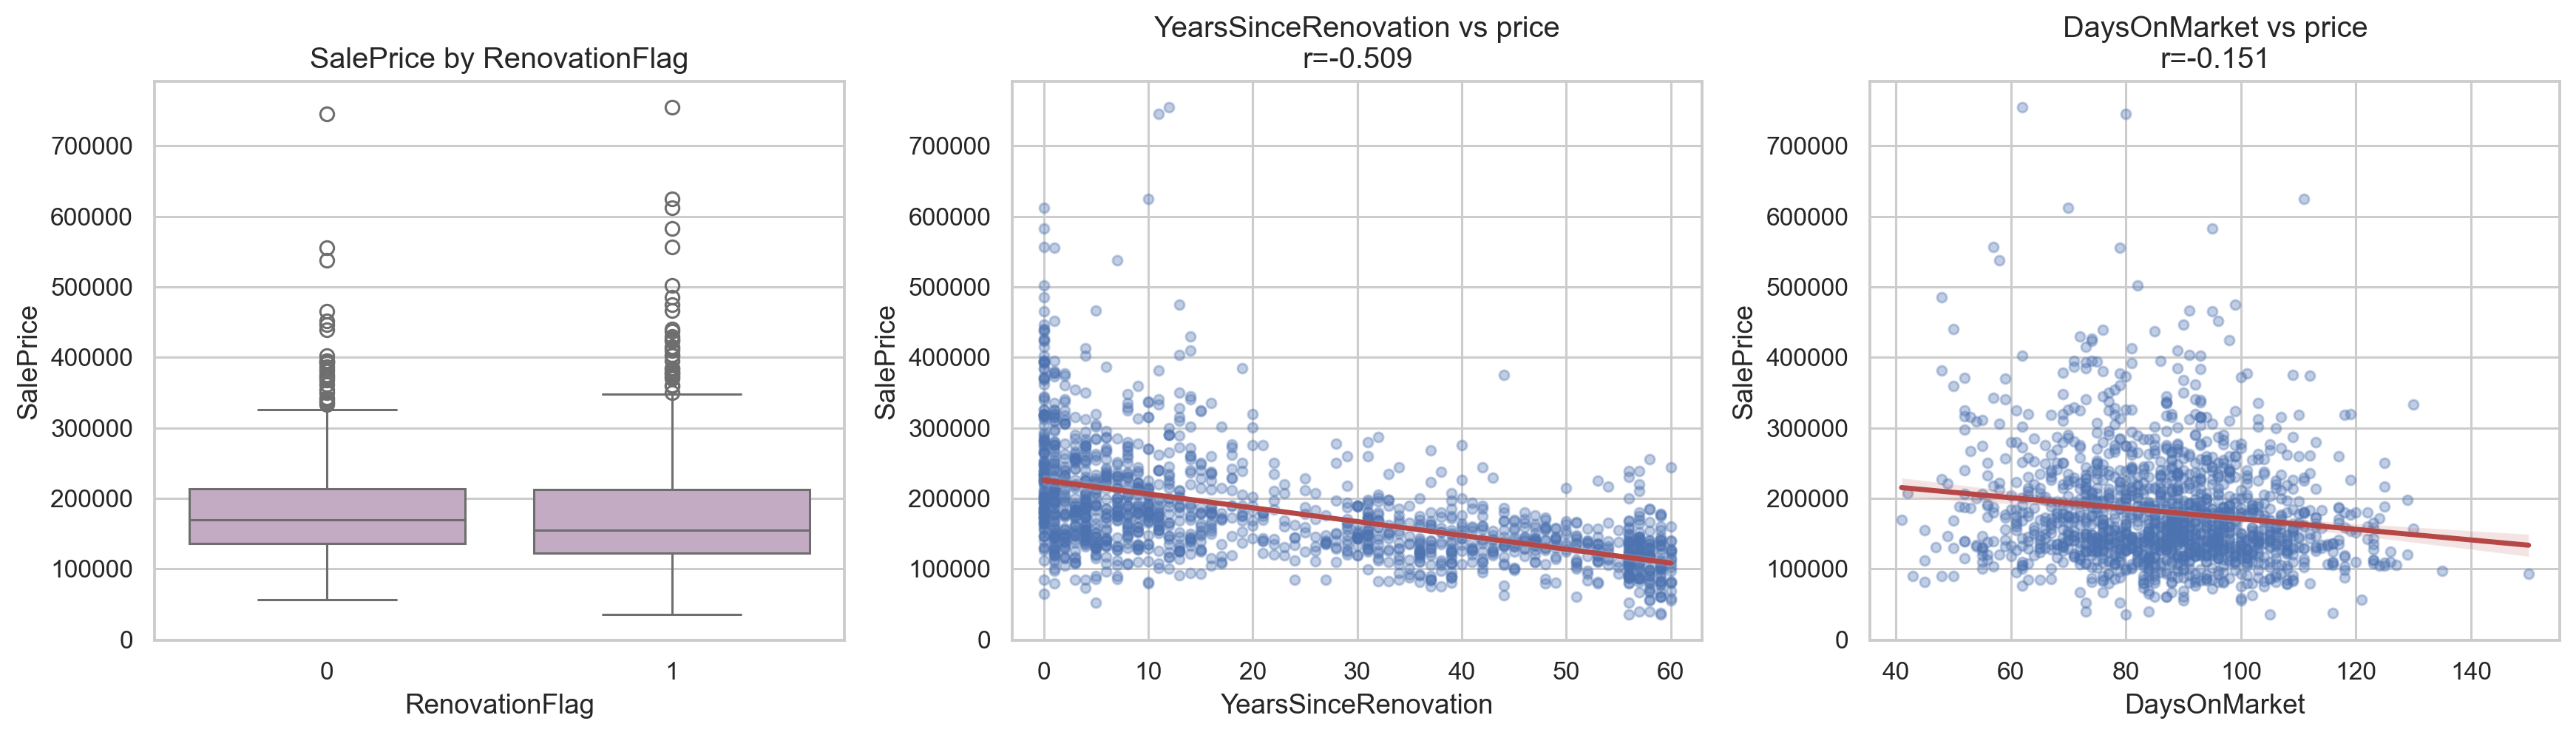 SalePrice by RenovationFlag
700000
600000
500000
400000
300000
200000
100000
0
SalePrice
0 1
RenovationFlag
YearsSinceRenovation vs price
r=-0.509
700000
600000
500000
400000
300000
200000
100000
0
SalePrice
0 10 20 30 40 50 60
YearsSinceRenovation
DaysOnMarket vs price
r=-0.151
700000
600000
500000
400000
300000
200000
100000
0
SalePrice
40 60 80 100 120 140
DaysOnMarket